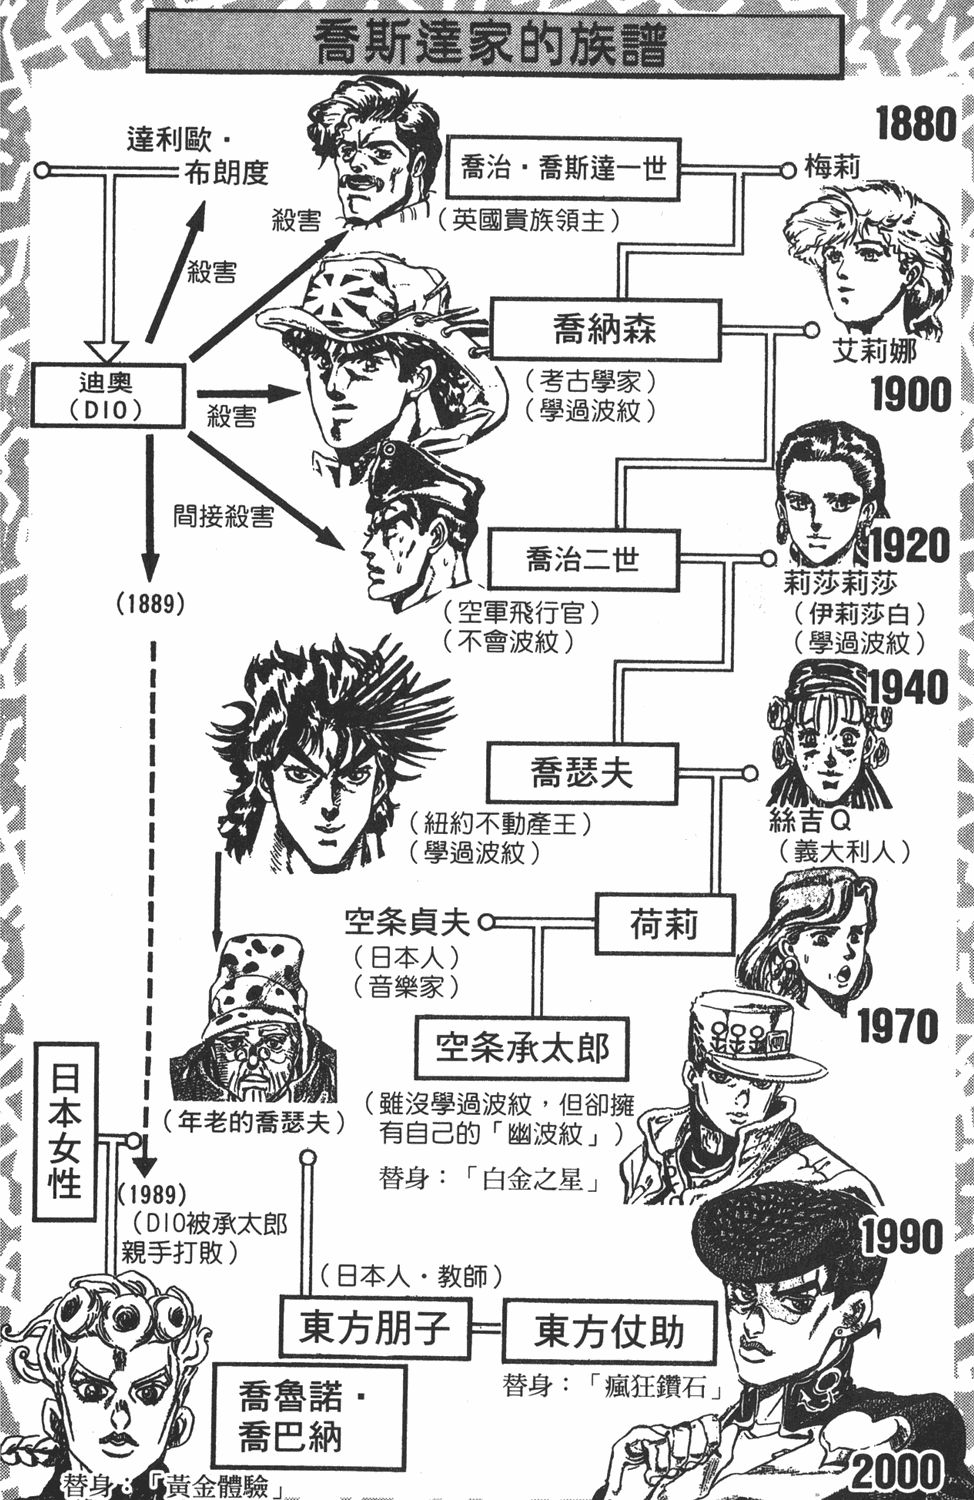 喬斯達家的族譜
1880
達利歐・
布朗度
喬治・喬斯達一世
梅莉
（英國貴族領主）
殺害
殺害
喬納森
艾莉娜
（考古學家）
（學過波紋）
1900
迪奧
（DIO）
殺害
間接殺害
1920
喬治二世
莉莎莉莎
（伊莉莎白）
（學過波紋）
（空軍飛行官）
（不會波紋）
(1889)
1940
喬瑟夫
絲吉Q
（義大利人）
（紐約不動產王）
（學過波紋）
空条貞夫
（日本人）
（音樂家）
荷莉
1970
空条承太郎
（雖沒學過波紋，但卻擁
有自己的「幽波紋」）
替身：「白金之星」
（年老的喬瑟夫）
日本女性
(1989)
（DIO被承太郎
親手打敗）
1990
（日本人・教師）
東方朋子
東方仗助
替身：「瘋狂鑽石」
喬魯諾・
喬巴納
替身：「黃金體驗」
2000